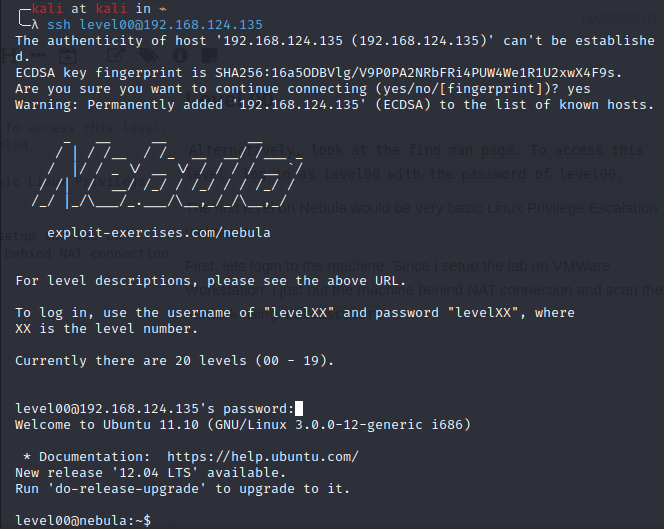 kali at kali in ~
λ ssh level00@192.168.124.135
The authenticity of host '192.168.124.135 (192.168.124.135)' can't be establishe
d.
ECDSA key fingerprint is SHA256:16a5ODBVlg/V9P0PA2NRbFRi4PUW4We1R1U2xwX4F9s.
Are you sure you want to continue connecting (yes/no/[fingerprint])? yes
Warning: Permanently added '192.168.124.135' (ECDSA) to the list of known hosts.
Nebula
exploit-exercises.com/nebula
For level descriptions, please see the above URL.
To log in, use the username of "levelXX" and password "levelXX", where
XX is the level number.
Currently there are 20 levels (00 - 19).
level00@192.168.124.135's password:
Welcome to Ubuntu 11.10 (GNU/Linux 3.0.0-12-generic i686)
* Documentation:  https://help.ubuntu.com/
New release '12.04 LTS' available.
Run 'do-release-upgrade' to upgrade to it.
level00@nebula:~$